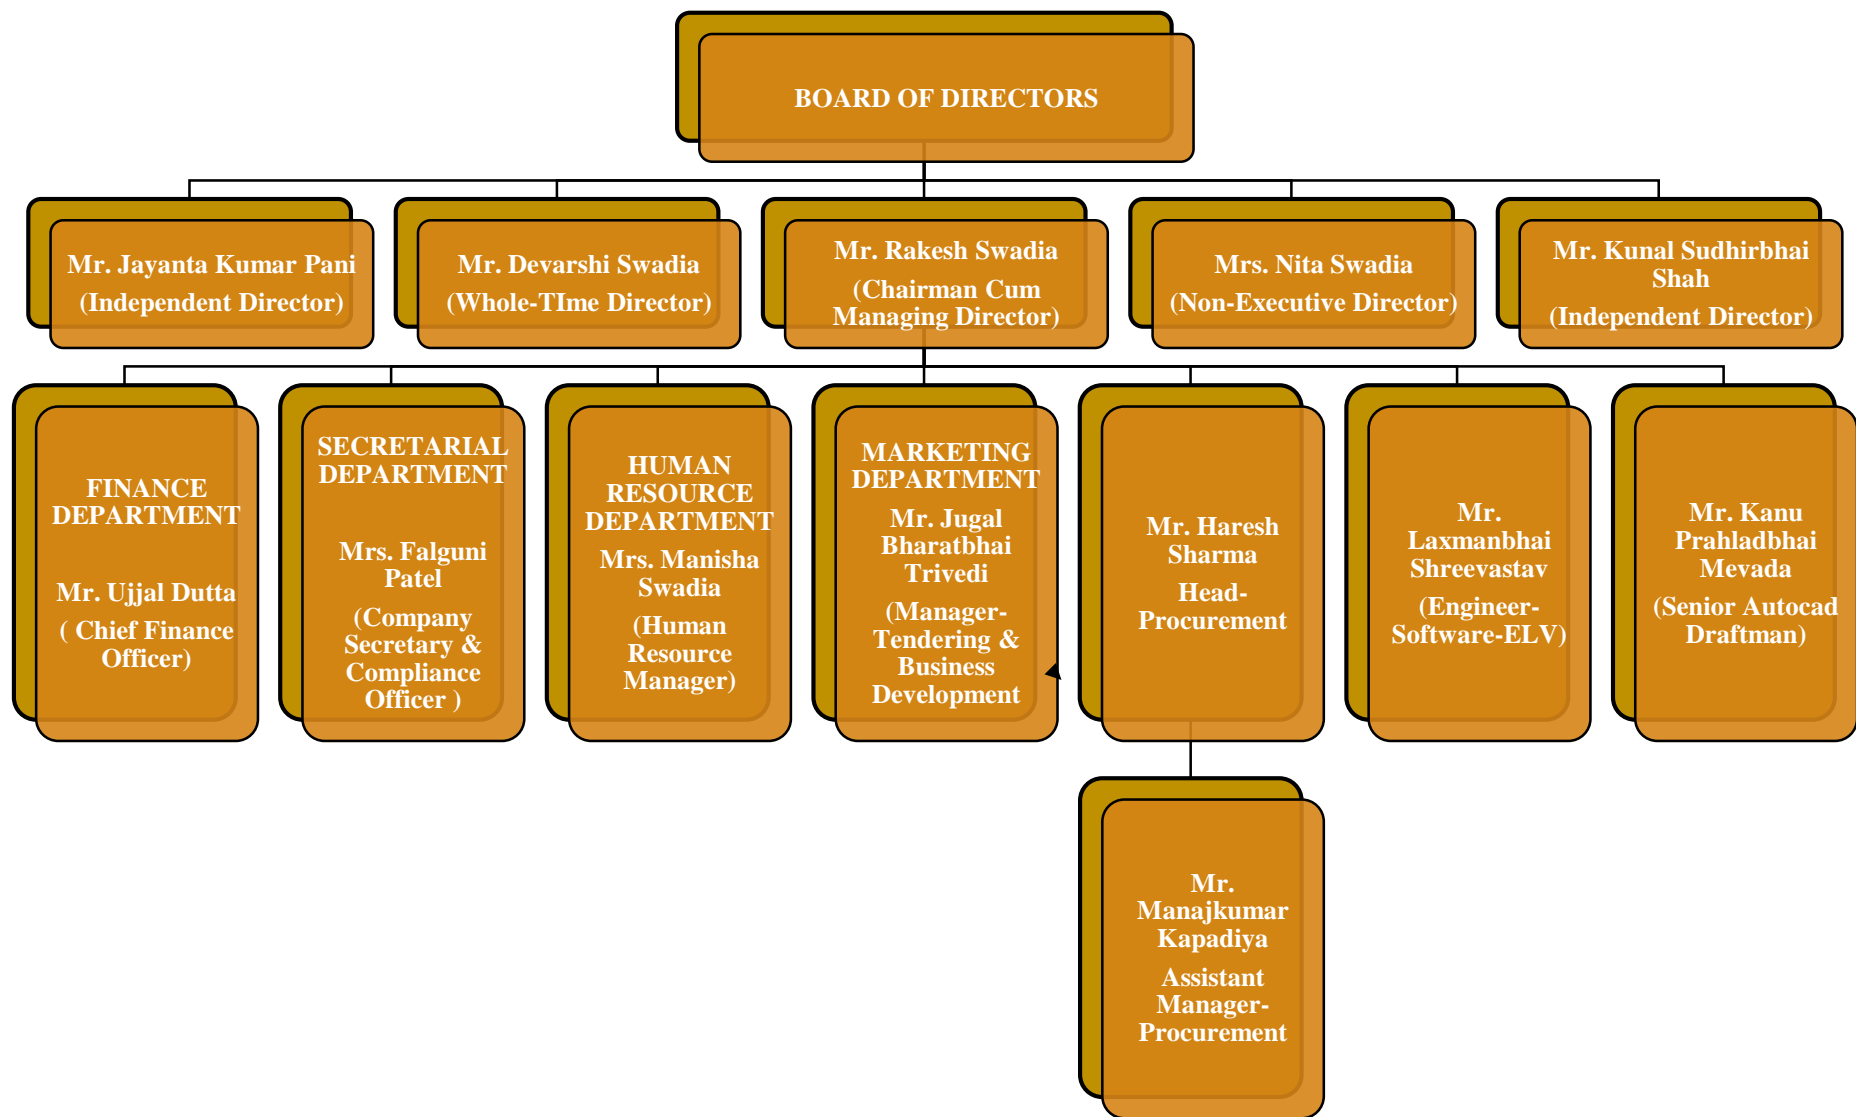 BOARD OF DIRECTORS
Mr. Jayanta Kumar Pani
(Independent Director)
Mr. Devarshi Swadia
(Whole-TIme Director)
Mr. Rakesh Swadia
(Chairman Cum
Managing Director)
Mrs. Nita Swadia
(Non-Executive Director)
Mr. Kunal Sudhirbhai
Shah
(Independent Director)
FINANCE
DEPARTMENT
Mr. Ujjal Dutta
( Chief Finance
Officer)
SECRETARIAL
DEPARTMENT
Mrs. Falguni
Patel
(Company
Secretary &
Compliance
Officer )
HUMAN
RESOURCE
DEPARTMENT
Mrs. Manisha
Swadia
(Human
Resource
Manager)
MARKETING
DEPARTMENT
Mr. Jugal
Bharatbhai
Trivedi
(Manager-
Tendering &
Business
Development
Mr. Haresh
Sharma
Head-
Procurement
Mr.
Laxmanbhai
Shreevastav
(Engineer-
Software-ELV)
Mr. Kanu
Prahladbhai
Mevada
(Senior Autocad
Draftman)
Mr.
Manajkumar
Kapadiya
Assistant
Manager-
Procurement